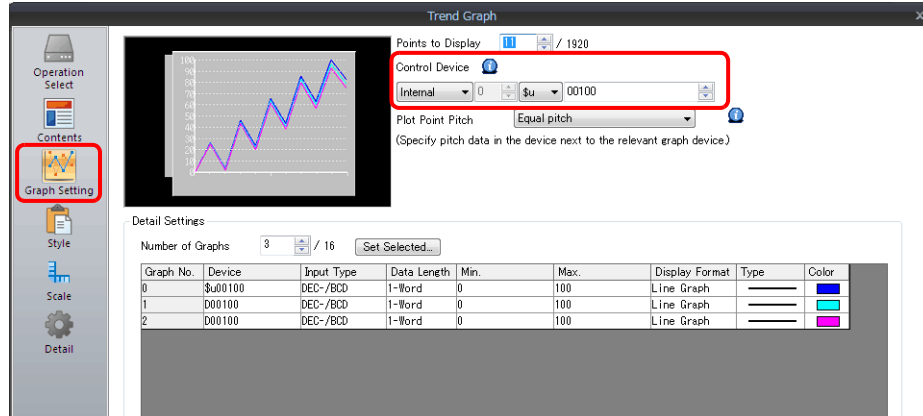 Trend Graph
x
Operation
Select
Contents
Graph Setting
Style
Scale
Detail
100
90
80
70
60
50
40
30
20
10
0
Points to Display 11 / 1920
Control Device
Internal 0 $u 00100
Plot Point Pitch Equal pitch
(Specify pitch data in the device next to the relevant graph device.)
Detail Settings
Number of Graphs 3 / 16 Set Selected...
Graph No. Device Input Type Data Length Min. Max. Display Format Type Color
0 $u00100 DEC-/BCD 1-Word 0 100 Line Graph
1 D00100 DEC-/BCD 1-Word 0 100 Line Graph
2 D00100 DEC-/BCD 1-Word 0 100 Line Graph